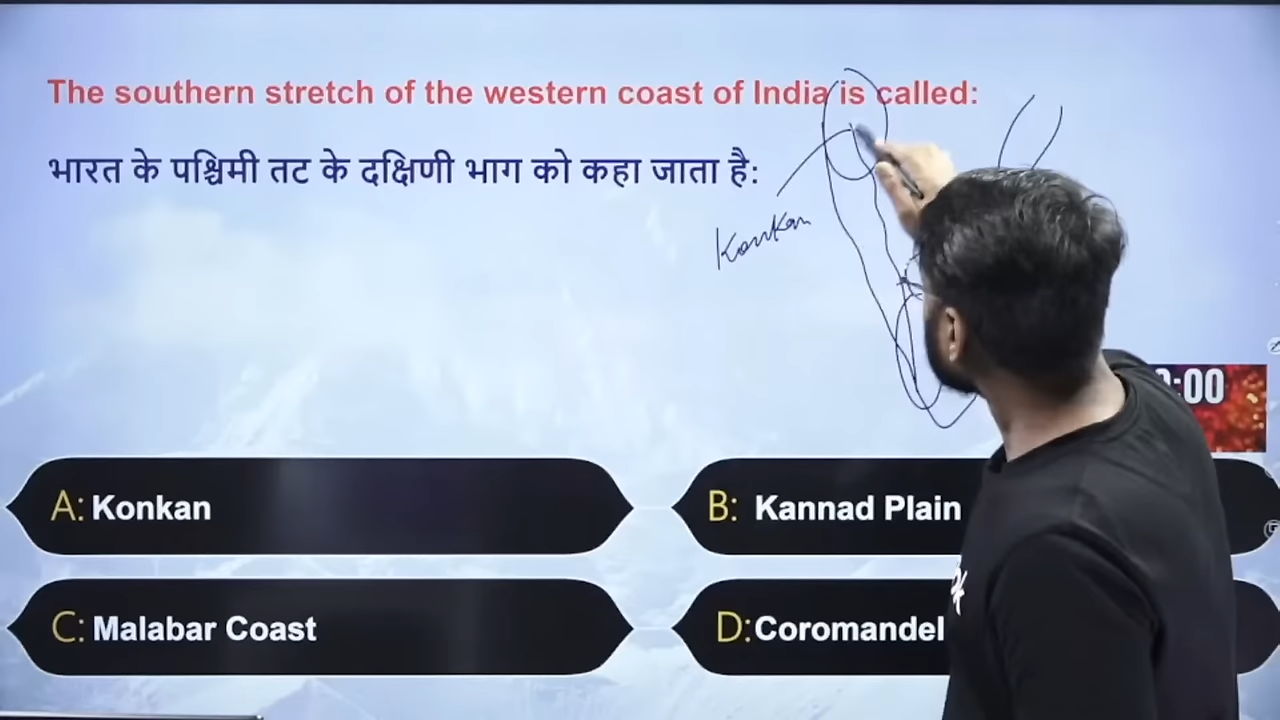 The southern stretch of the western coast of India is called:
भारत के पश्चिमी तट के दक्षिणी भाग को कहा जाता है:
Konkan
:00
A: Konkan
B: Kannad Plain
C: Malabar Coast
D: Coromandel